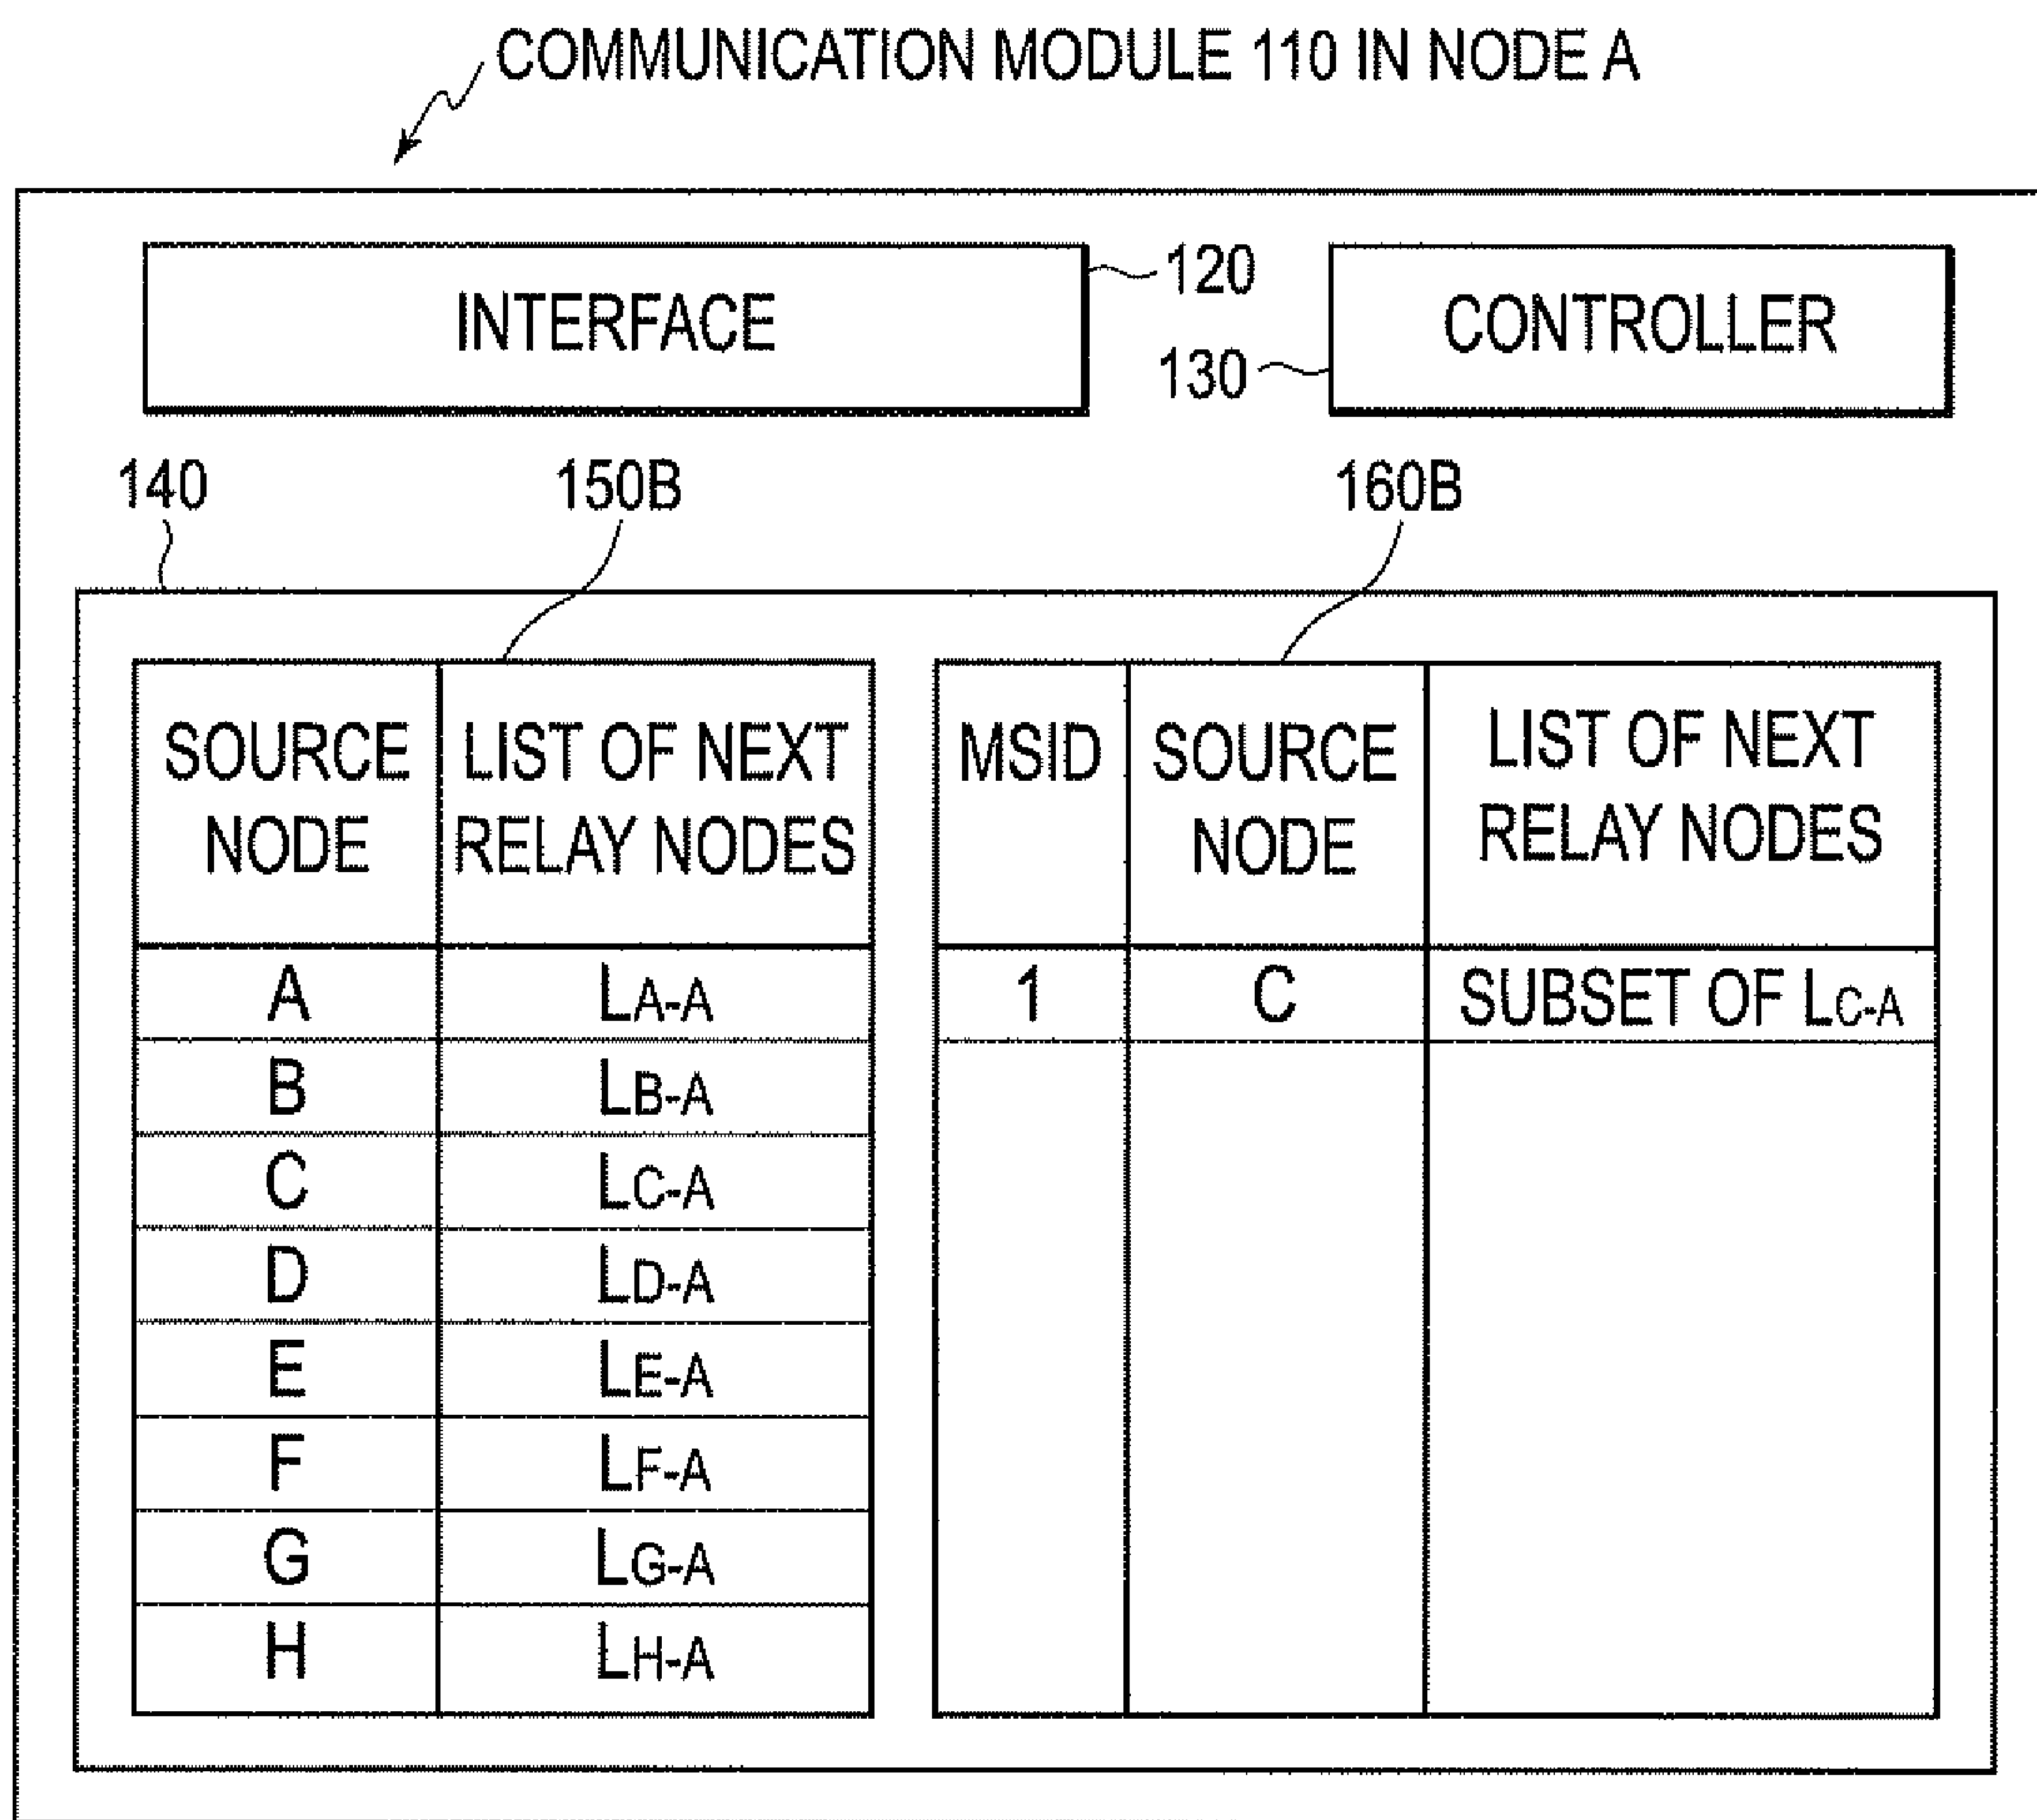 COMMUNICATION MODULE 110 IN NODE A
INTERFACE
120
130
CONTROLLER
140
150B
160B
SOURCE
NODE
LIST OF NEXT
RELAY NODES
A
LA-A
B
LB-A
C
LC-A
D
LD-A
E
LE-A
F
LF-A
G
LG-A
H
LH-A
MSID
SOURCE
NODE
LIST OF NEXT
RELAY NODES
1
C
SUBSET OF LC-A